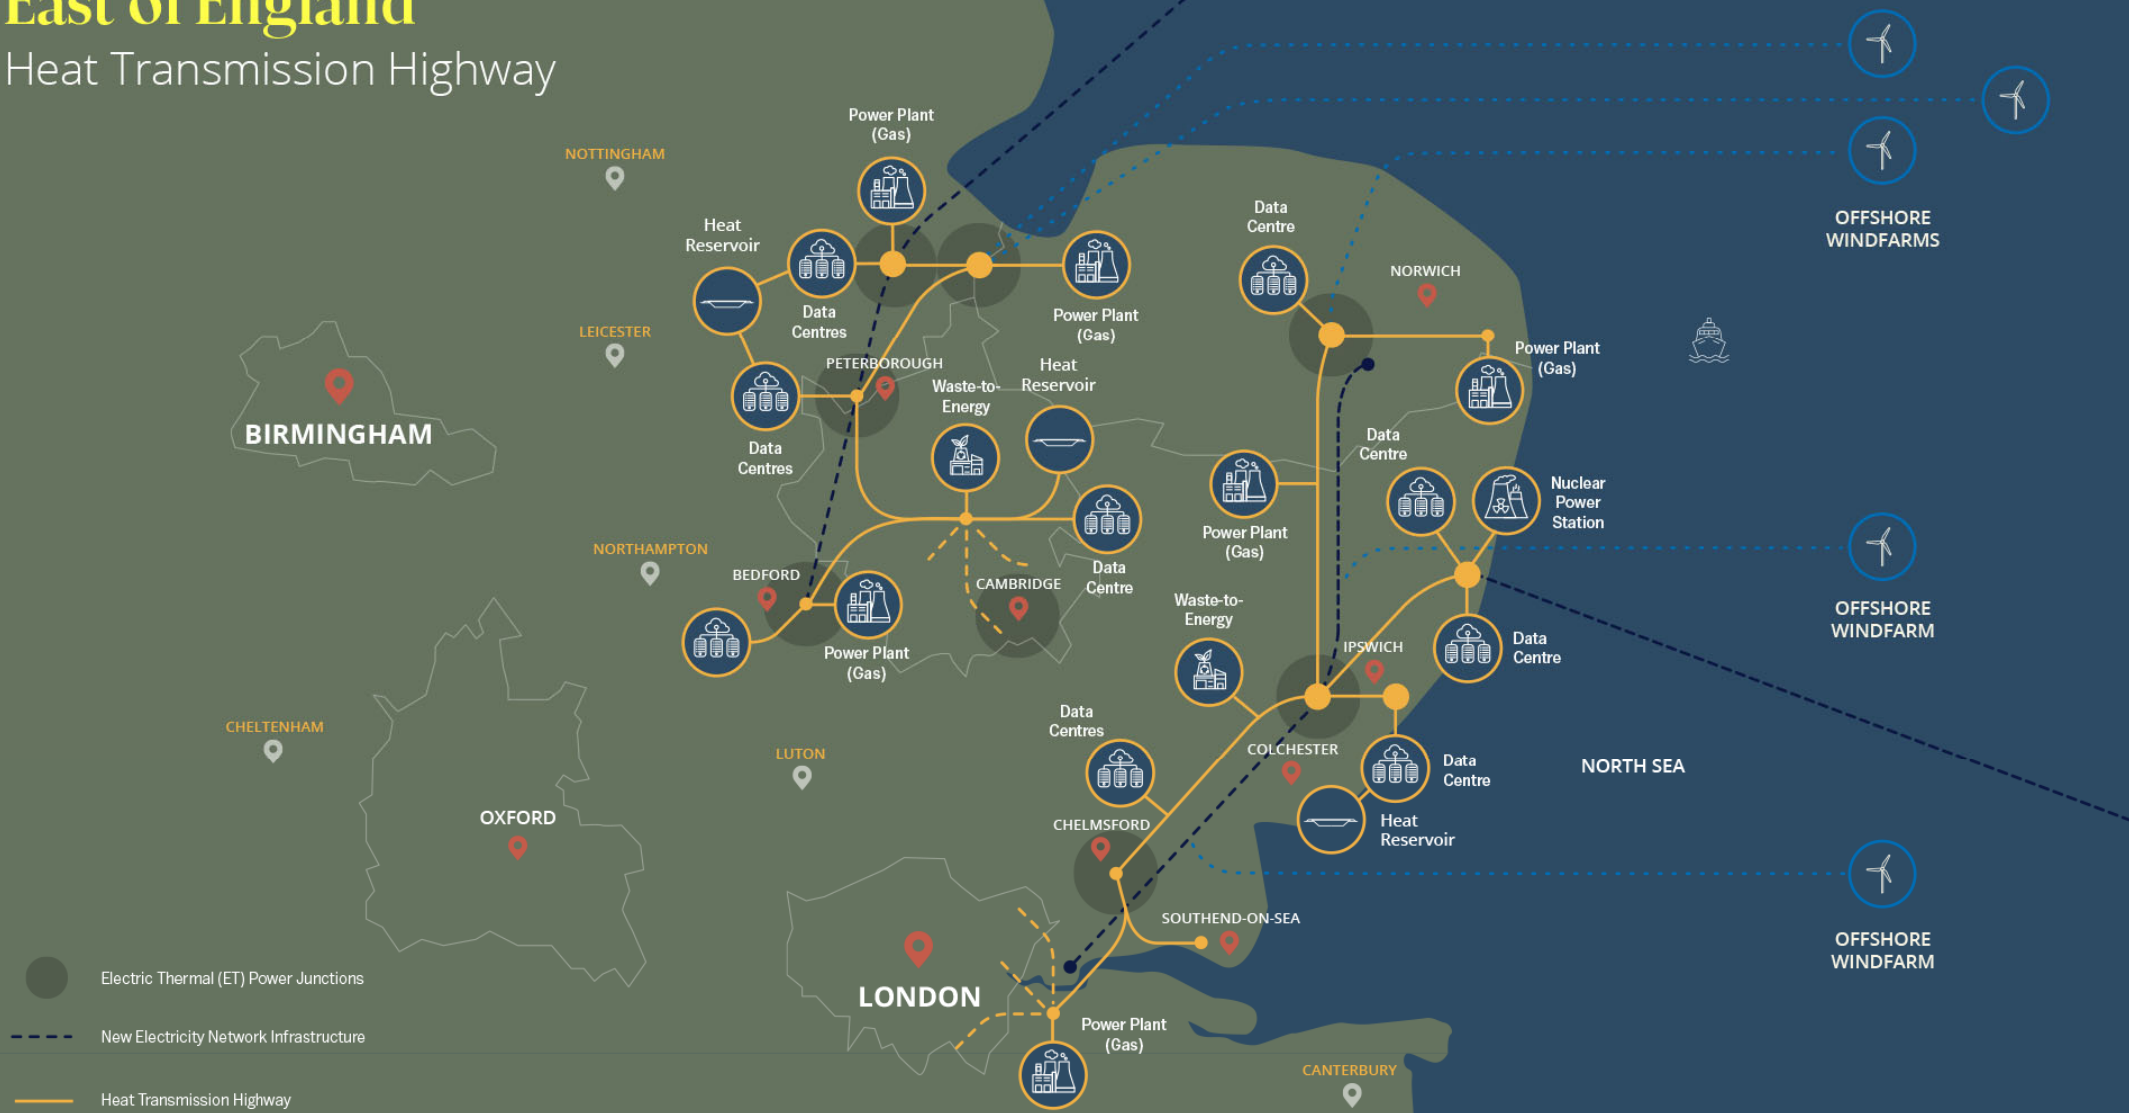 East of England
Heat Transmission Highway
Power Plant
(Gas)
NOTTINGHAM
Heat
Reservoir
Data
Centres
Power Plant
(Gas)
Data
Centre
NORWICH
OFFSHORE
WINDFARMS
LEICESTER
PETERBOROUGH
Waste-to-
Energy
Heat
Reservoir
Power Plant
(Gas)
BIRMINGHAM
Data
Centres
Data
Centre
Nuclear
Power
Station
Power Plant
(Gas)
NORTHAMPTON
BEDFORD
CAMBRIDGE
Data
Centre
Waste-to-
Energy
OFFSHORE
WINDFARM
Power Plant
(Gas)
IPSWICH
Data
Centre
CHELTENHAM
LUTON
Data
Centres
COLCHESTER
Data
Centre
NORTH SEA
OXFORD
CHELMSFORD
Heat
Reservoir
SOUTHEND-ON-SEA
OFFSHORE
WINDFARM
LONDON
Power Plant
(Gas)
CANTERBURY
Electric Thermal (ET) Power Junctions
New Electricity Network Infrastructure
Heat Transmission Highway